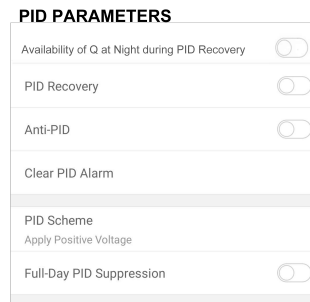 PID PARAMETERS
Availability of Q at Night during PID Recovery
PID Recovery
Anti-PID
Clear PID Alarm
PID Scheme
Apply Positive Voltage
Full-Day PID Suppression